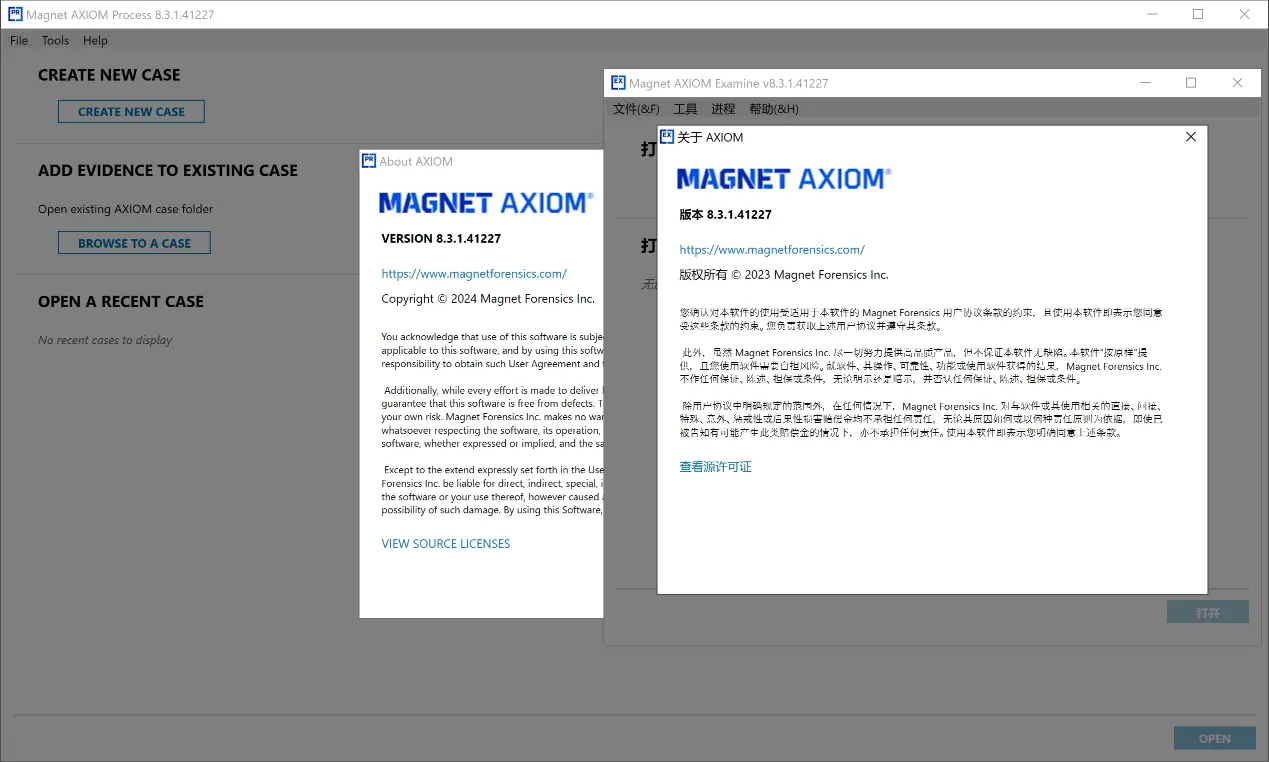 Magnet AXIOM Process 8.3.1.41227
File Tools Help
CREATE NEW CASE
CREATE NEW CASE
ADD EVIDENCE TO EXISTING CASE
Open existing AXIOM case folder
BROWSE TO A CASE
OPEN A RECENT CASE
No recent cases to display
OPEN
About AXIOM
MAGNET AXIOM®
VERSION 8.3.1.41227
https://www.magnetforensics.com/
Copyright © 2024 Magnet Forensics Inc.
You acknowledge that use of this software is
applicable to this software, and by using this
responsibility to obtain such User Agreement and
Additionally, while every effort is made to deliver
guarantee that this software is free from defects.
your own risk. Magnet Forensics Inc. makes no
whatsoever respecting the software, its operation,
software, whether expressed or implied, and the
Except to the extend expressly set forth in the
Forensics Inc. be liable for direct, indirect, special,
the software or your use thereof, however caused
possibility of such damage. By using this Software,
VIEW SOURCE LICENSES
Magnet AXIOM Examine v8.3.1.41227
文件(&F) 工具 进程 帮助(&H)
打
打
打开
关于 AXIOM
MAGNET AXIOM®
版本 8.3.1.41227
https://www.magnetforensics.com/
版权所有 © 2023 Magnet Forensics Inc.
您确认对本软件的使用受适用于本软件的 Magnet Forensics 用户协议条款的约束，且使用本软件即表示您同意
受这些条款的约束。您负责获取上述用户协议并遵守其条款。
此外，虽然 Magnet Forensics Inc. 尽一切努力提供高品质产品，但不保证本软件无缺陷。本软件“按原样”提
供，且您使用软件需要自担风险。就软件、其操作、可靠性、功能或使用软件获得的结果，Magnet Forensics Inc.
不作任何保证、陈述、担保或条件，无论明示还是暗示，并否认任何保证、陈述、担保或条件。
除用户协议中明确规定的范围外，在任何情况下，Magnet Forensics Inc. 对与软件或其使用相关的直接、间接、
特殊、意外、惩戒性或后果性损害赔偿金均不承担任何责任，无论其原因如何或以何种责任原则为依据，即使已
被告知有可能产生此类赔偿金的情况下，亦不承担任何责任。使用本软件即表示您明确同意上述条款。
查看源许可证